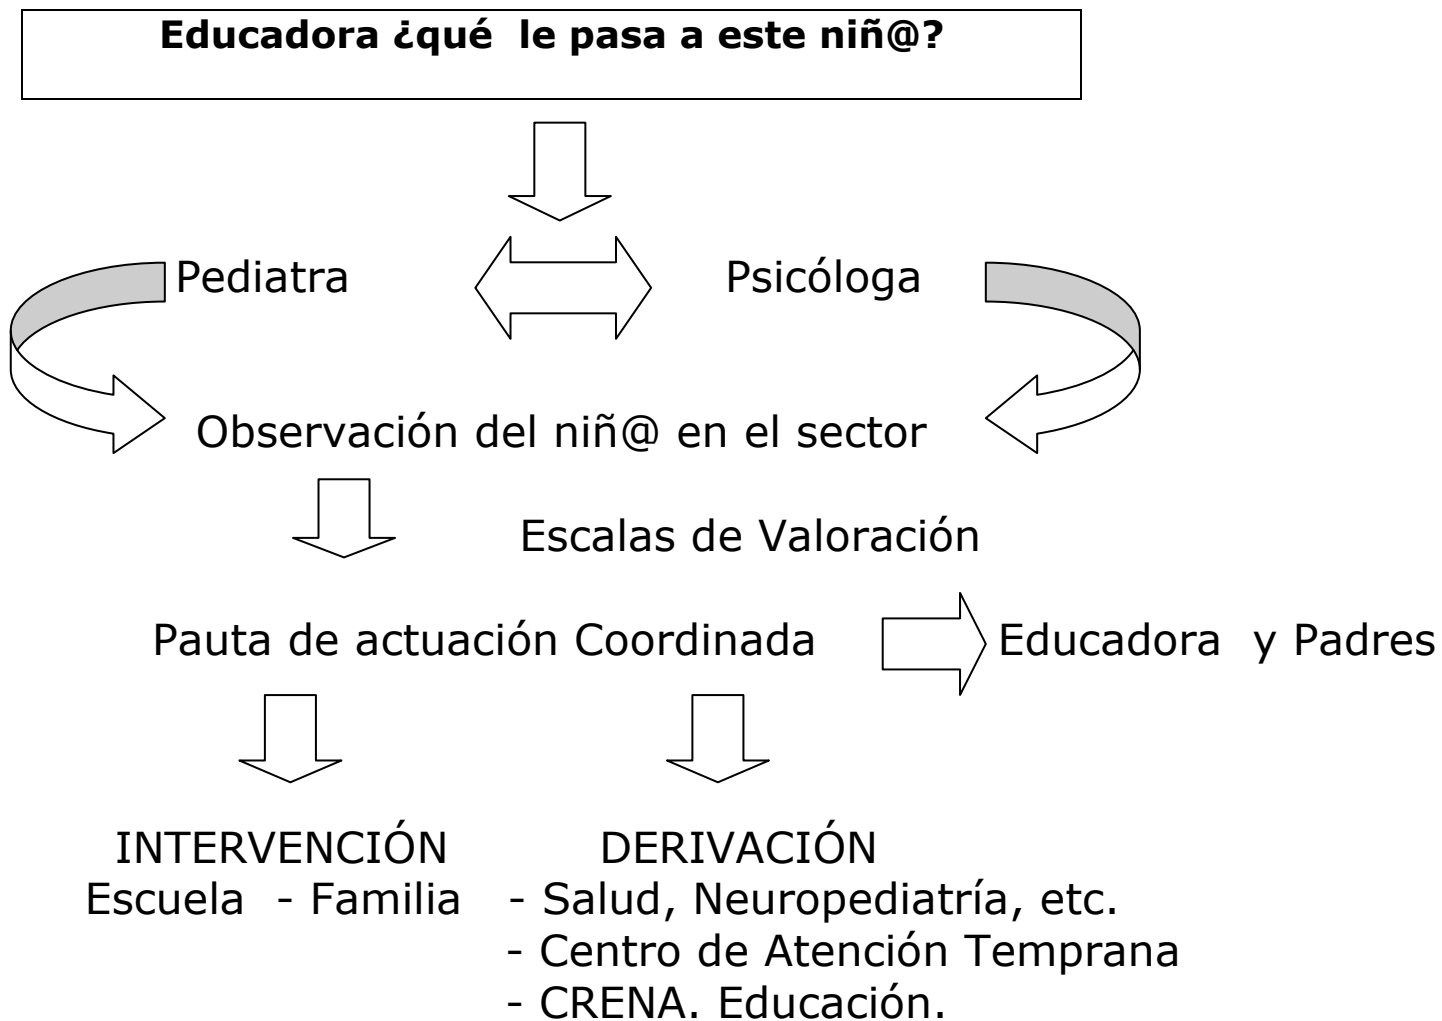 Educadora ¿qué le pasa a este niñ@?
Pediatra Psicóloga
Observación del niñ@ en el sector
Escalas de Valoración
Pauta de actuación Coordinada Educadora y Padres
INTERVENCIÓN DERIVACIÓN
Escuela - Familia - Salud, Neuropediatría, etc.
- Centro de Atención Temprana
- CRENA. Educación.